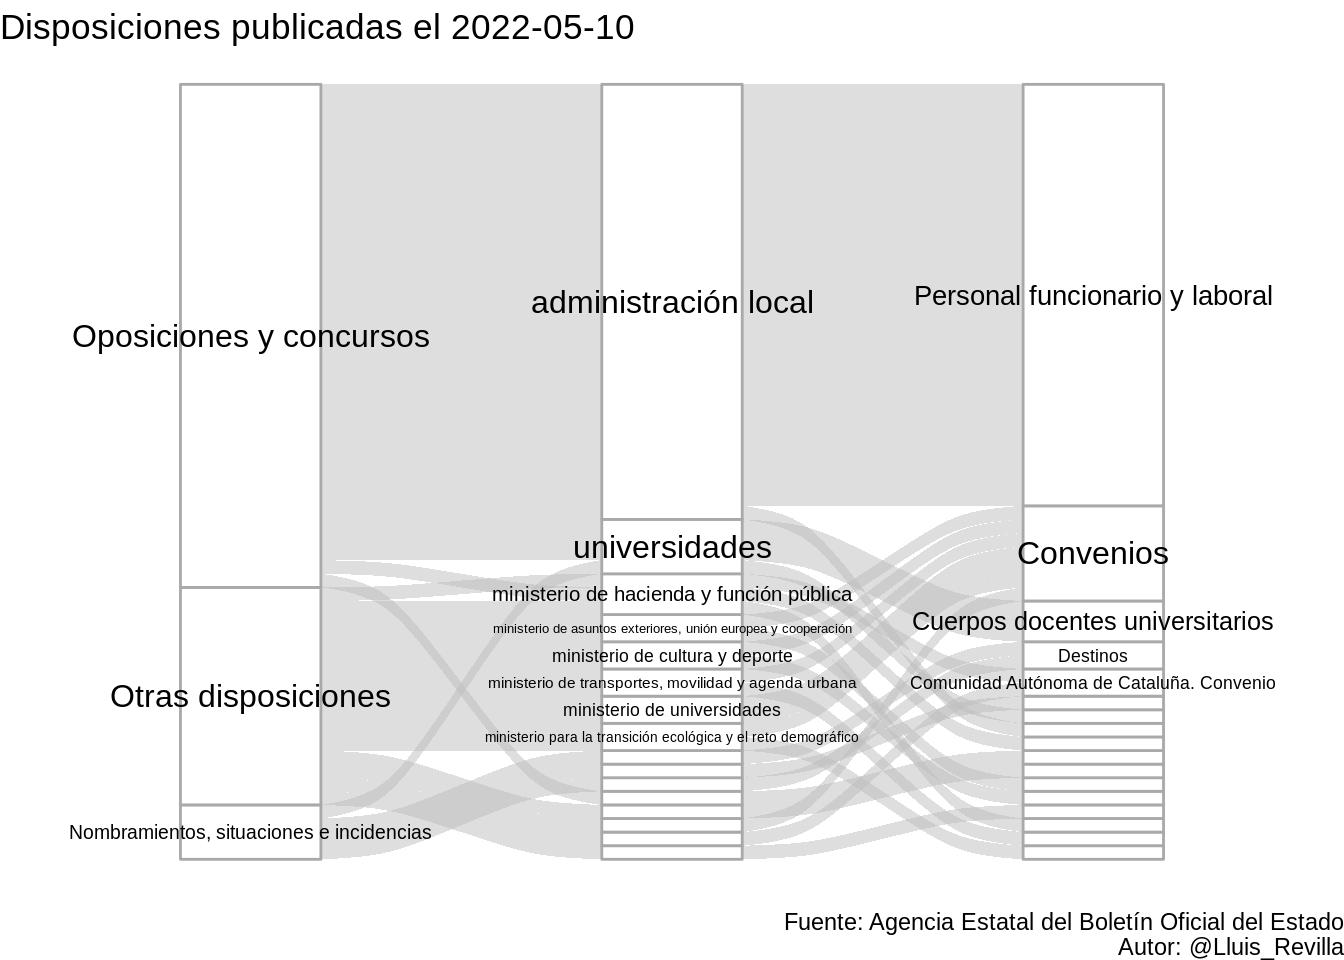 Disposiciones publicadas el 2022-05-10
Oposiciones y concursos
Otras disposiciones
Nombramientos, situaciones e incidencias
administración local
universidades
ministerio de hacienda y función pública
ministerio de asuntos exteriores, unión europea y cooperación
ministerio de cultura y deporte
ministerio de transportes, movilidad y agenda urbana
ministerio de universidades
ministerio para la transición ecológica y el reto demográfico
Personal funcionario y laboral
Convenios
Cuerpos docentes universitarios
Destinos
Comunidad Autónoma de Cataluña. Convenio
Fuente: Agencia Estatal del Boletín Oficial del Estado
Autor: @Lluis_Revilla